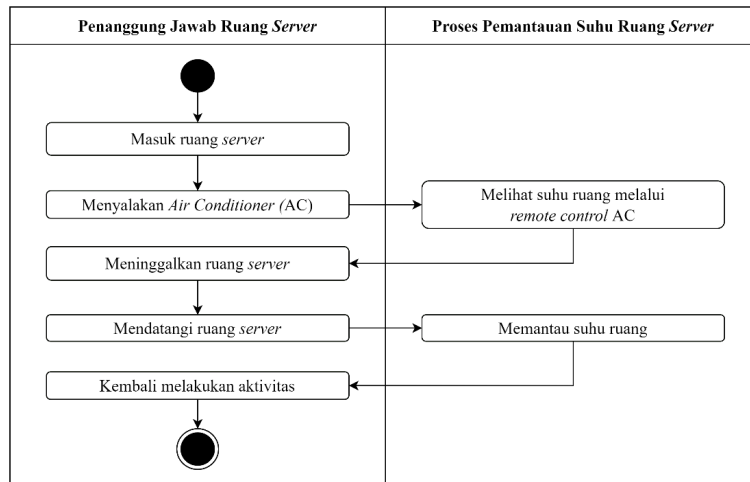 Penanggung Jawab Ruang Server
Proses Pemantauan Suhu Ruang Server
Masuk ruang server
Menyalakan Air Conditioner (AC)
Melihat suhu ruang melalui
remote control AC
Meninggalkan ruang server
Mendatangi ruang server
Memantau suhu ruang
Kembali melakukan aktivitas